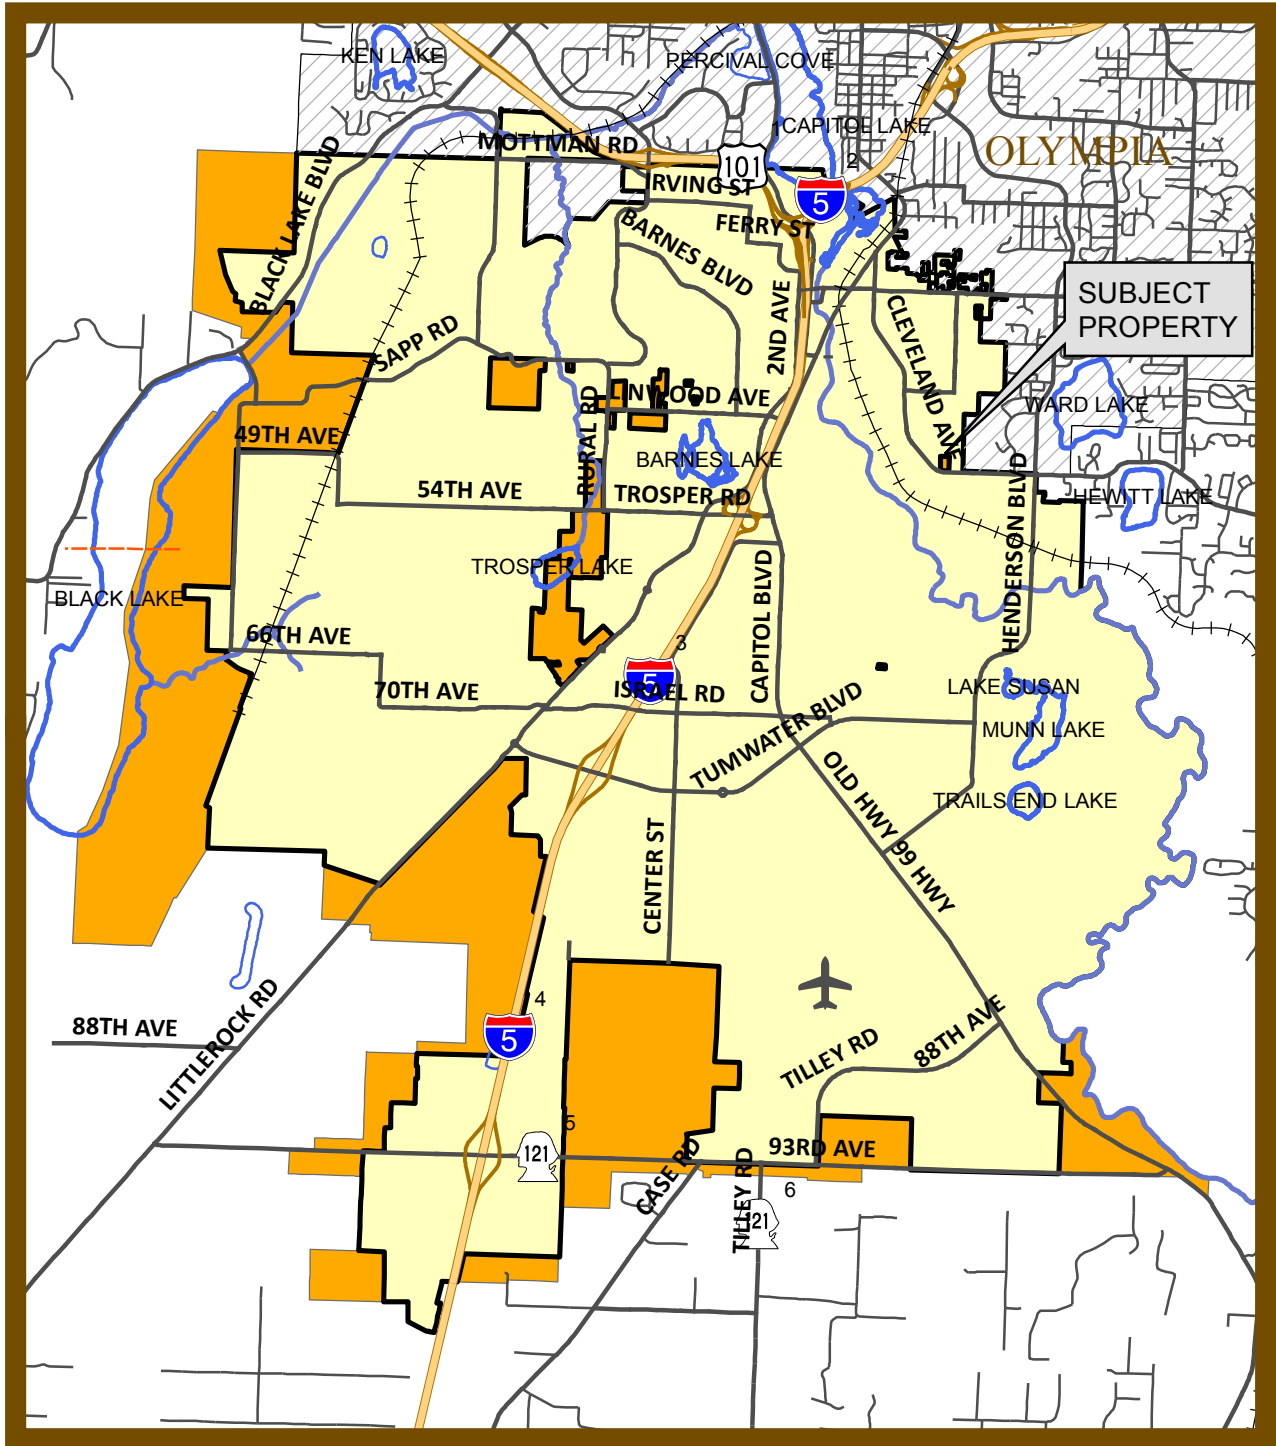 KEN LAKE
PERCIVAL COVE
CAPITOL LAKE
OLYMPIA
MOTTMAN RD
101
2
5
RVING ST
FERRY ST
BARNES BLVD
BLACK LAKE BLVD
2ND AVE
CLEVELAND AVE
SUBJECT
PROPERTY
SAPP RD
LINWOOD AVE
WARD LAKE
49TH AVE
RURAL RD
BARNES LAKE
54TH AVE
TROSPER RD
HENDERSON BLVD
HEWITT LAKE
TROSPER LAKE
CAPITOL BLVD
BLACK LAKE
66TH AVE
3
5
70TH AVE
ISRAEL RD
LAKE SUSAN
MUNN LAKE
TUMWATER BLVD
TRAILS END LAKE
OLD HWY 99 HWY
CENTER ST
LITTLEROCK RD
88TH AVE
4
5
TILLEY RD
88TH AVE
5
121
93RD AVE
CASE RD
TILLEY RD
6
121